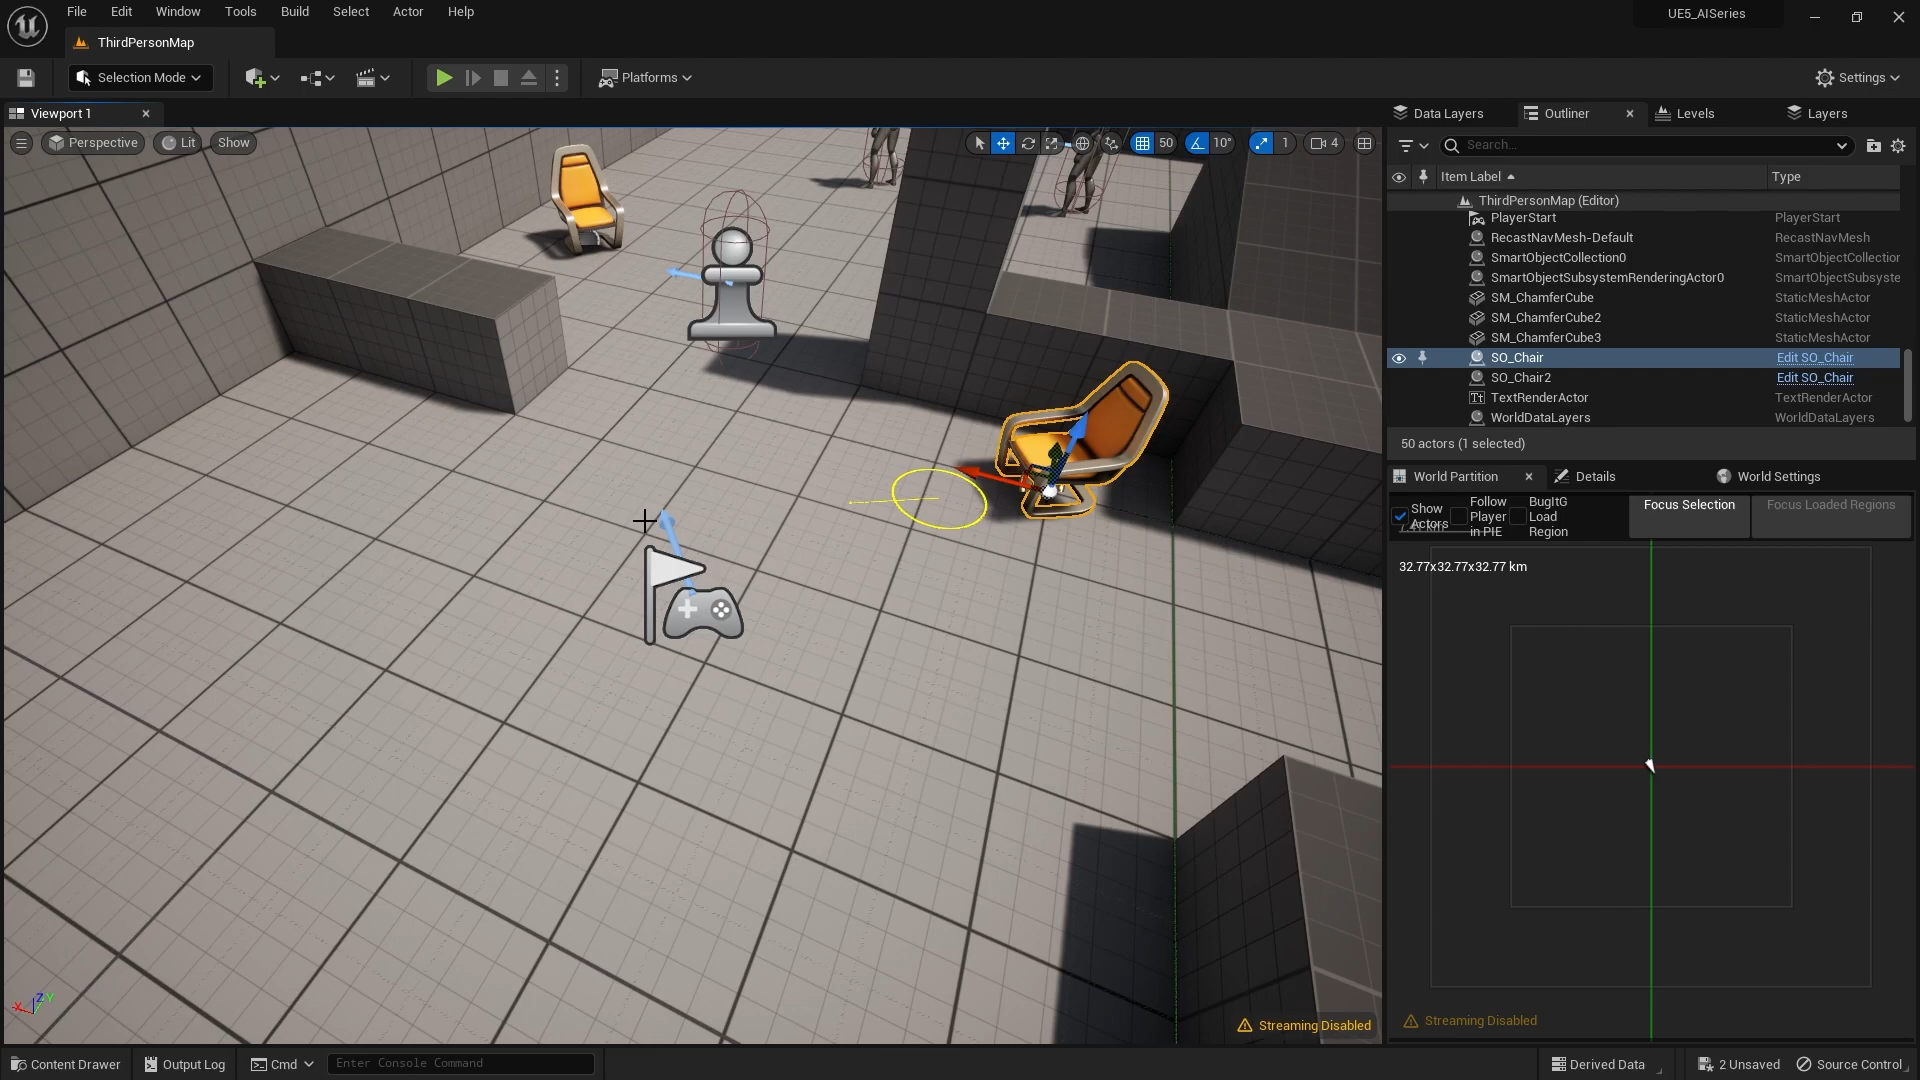 File Edit Window Tools Build Select Actor Help
UE5_AISeries
ThirdPersonMap
Selection Mode
Platforms
Settings
Viewport 1
Data Layers Outliner Levels Layers
Perspective Lit Show
50 10° 1 4
Search...
Item Label Type
ThirdPersonMap (Editor)
PlayerStart PlayerStart
RecastNavMesh-Default RecastNavMesh
SmartObjectCollection0 SmartObjectCollection
SmartObjectSubsystemRenderingActor0 SmartObjectSubsyste
SM_ChamferCube StaticMeshActor
SM_ChamferCube2 StaticMeshActor
SM_ChamferCube3 StaticMeshActor
SO_Chair Edit SO_Chair
SO_Chair2 Edit SO_Chair
TextRenderActor TextRenderActor
WorldDataLayers WorldDataLayers
50 actors (1 selected)
World Partition Details World Settings
Show Actors
Follow Player in PIE
BugItG Load Region
Focus Selection
Focus Loaded Regions
32.77x32.77x32.77 km
X Z Y
Streaming Disabled
Streaming Disabled
Content Drawer Output Log Cmd Enter Console Command
Derived Data 2 Unsaved Source Control